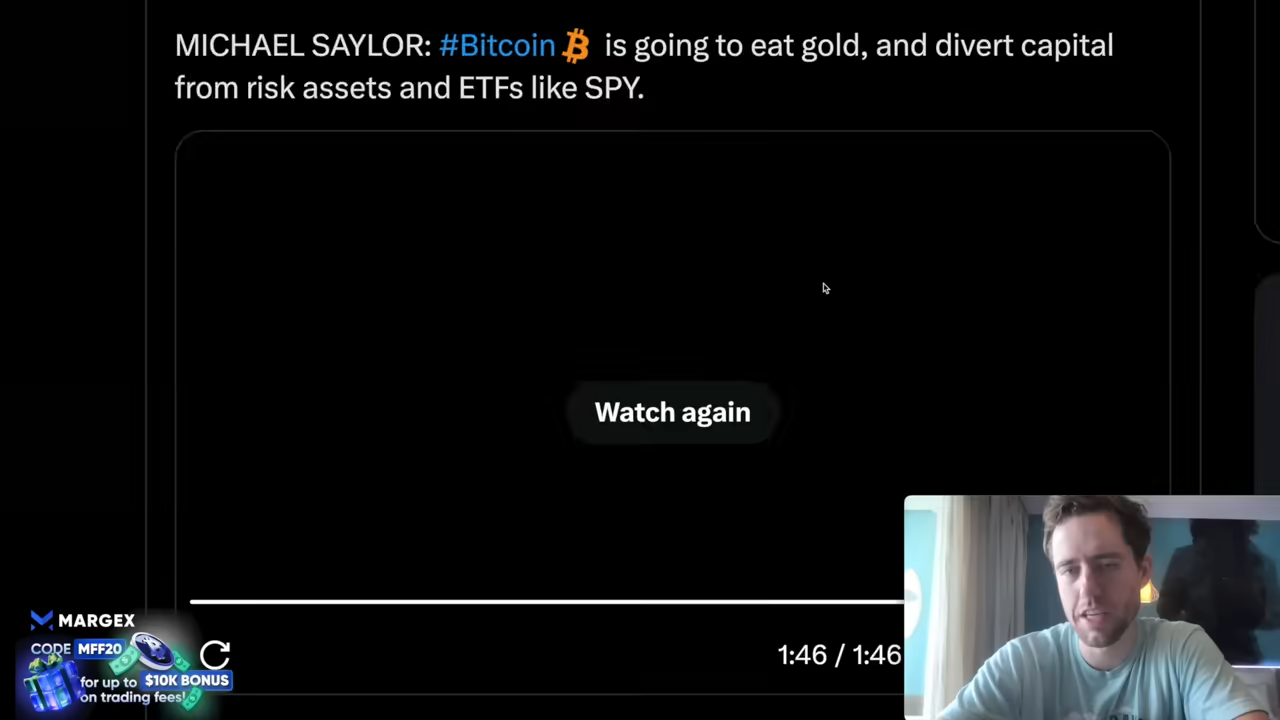 MICHAEL SAYLOR: #Bitcoin is going to eat gold, and divert capital
from risk assets and ETFs like SPY.
Watch again
1:46 / 1:46
MARGEX
CODE MFF20
for up to $10K BONUS
on trading fees!